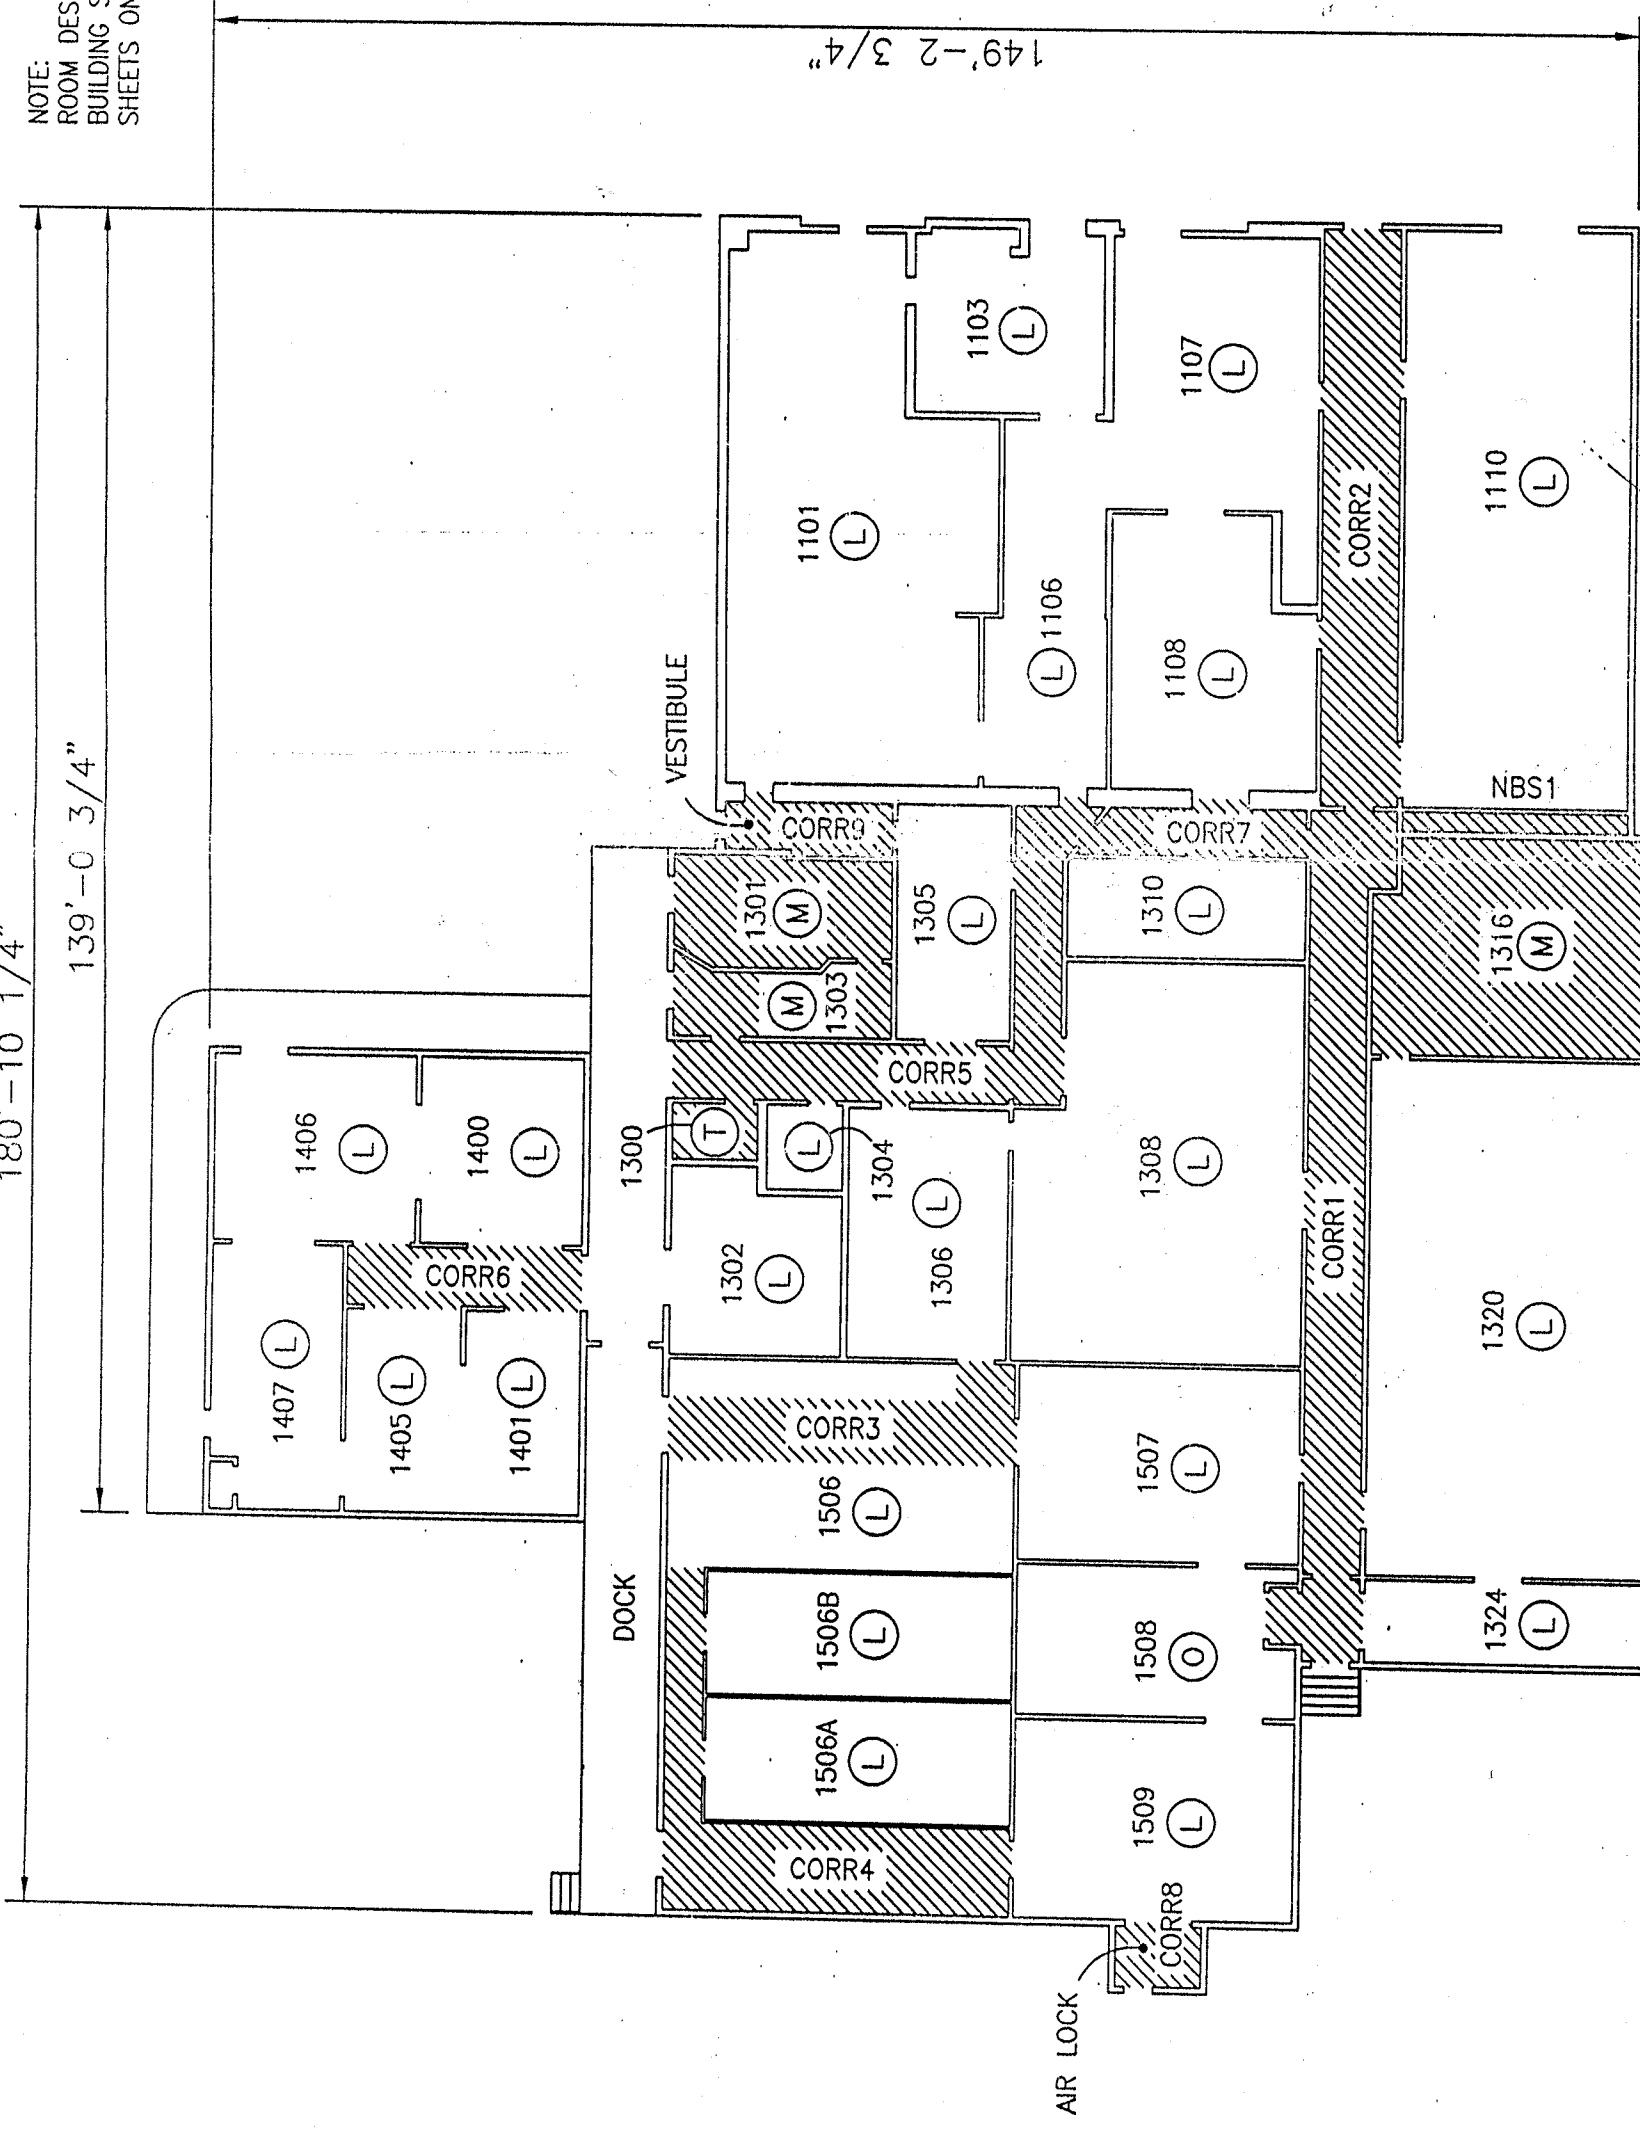 NOTE:
ROOM DES
BUILDING S
SHEETS ON
180'-10 1/4"
139'-0 3/4"
149'-2 3/4"
1406
L
1400
L
CORR6
1407
L
1405
L
1401
L
DOCK
VESTIBULE
CORR9
1301
M
1303
M
1300
T
1304
L
1302
L
CORR5
1305
L
1306
L
CORR3
1506
L
1506B
L
1506A
L
CORR4
1101
L
1103
L
1106
L
1107
L
1108
L
CORR7
1310
L
1308
L
1507
L
1508
O
1509
L
CORR8
AIR LOCK
CORR2
CORR1
1110
L
NBS1
1316
M
1320
L
1324
L